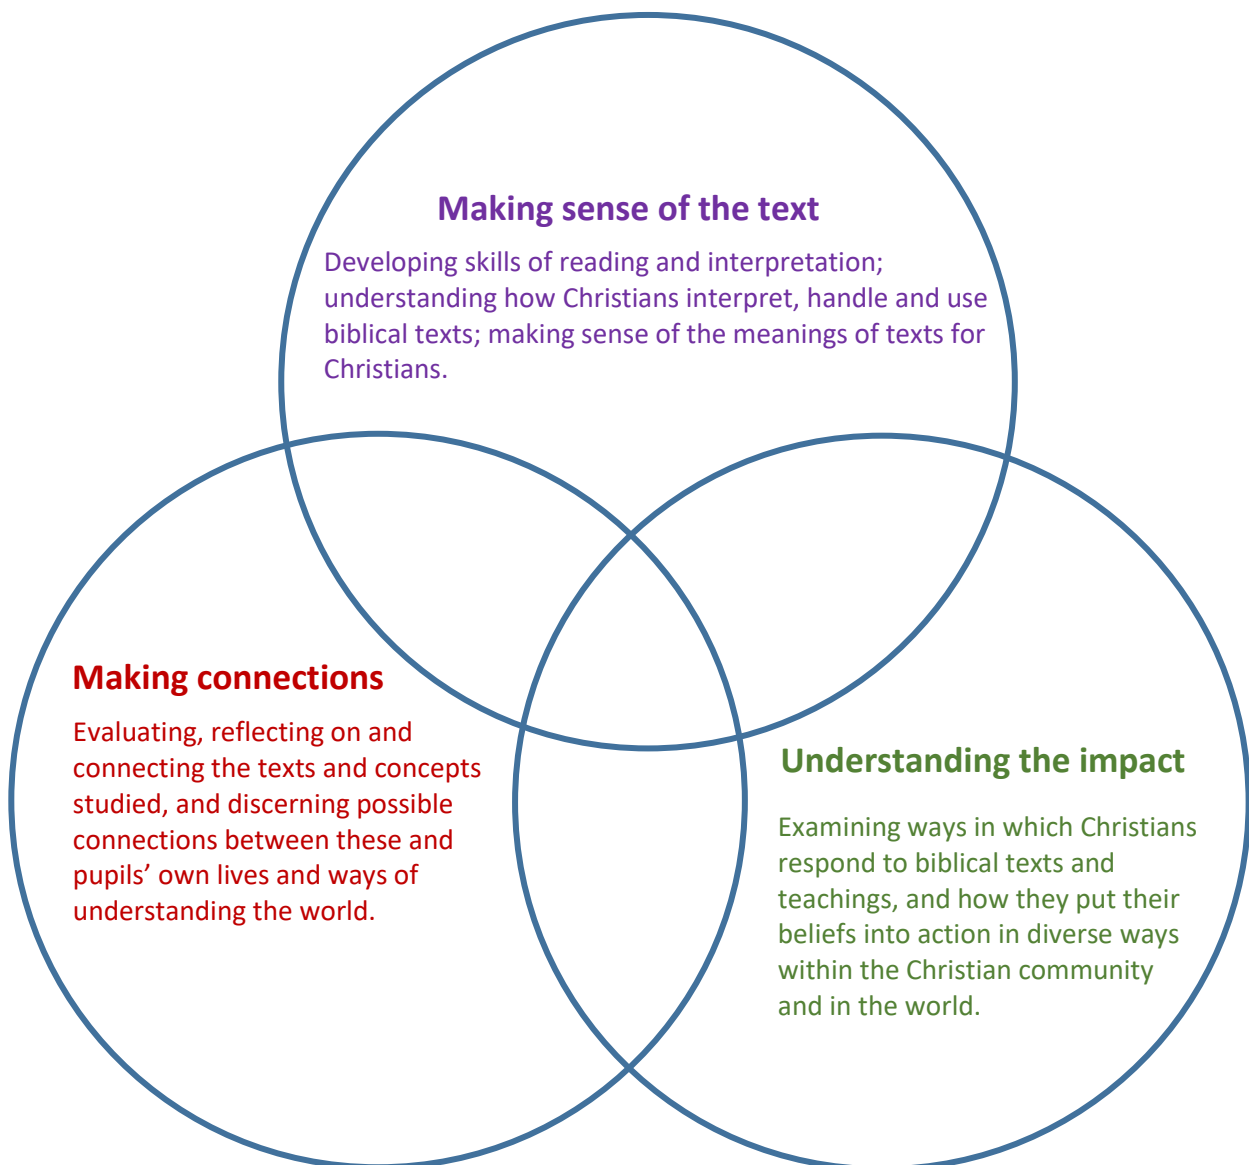 Making sense of the text
Developing skills of reading and interpretation;
understanding how Christians interpret, handle and use
biblical texts; making sense of the meanings of texts for
Christians.
Making connections
Evaluating, reflecting on and
connecting the texts and concepts
studied, and discerning possible
connections between these and
pupils’ own lives and ways of
understanding the world.
Understanding the impact
Examining ways in which Christians
respond to biblical texts and
teachings, and how they put their
beliefs into action in diverse ways
within the Christian community
and in the world.